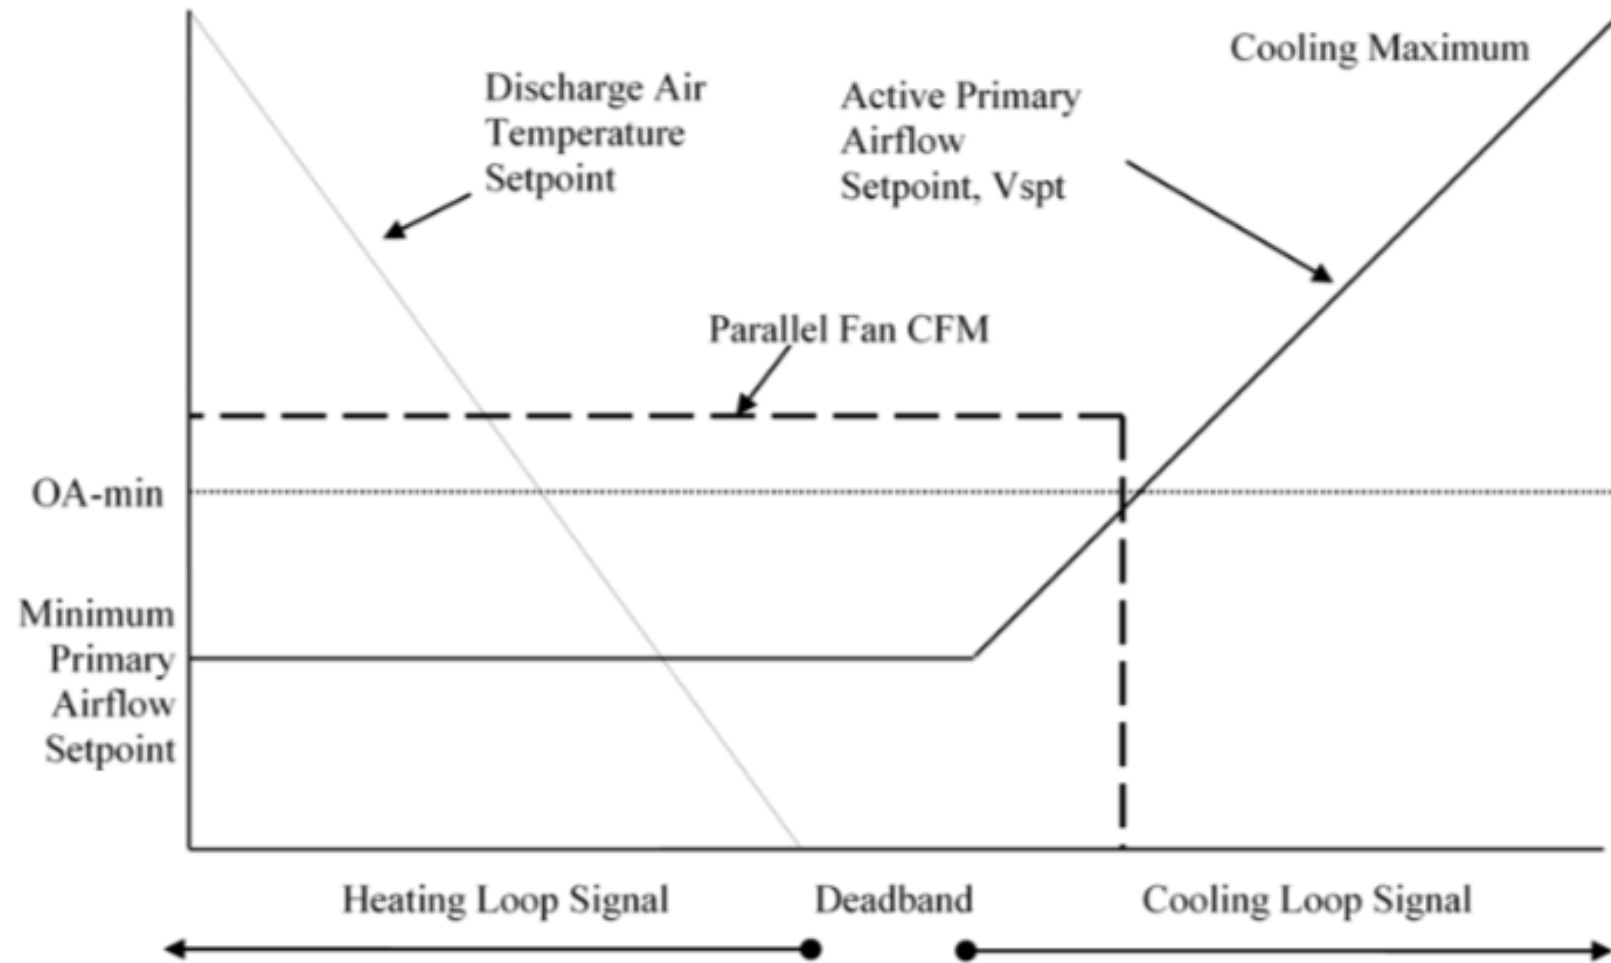 Cooling Maximum
Discharge Air
Temperature
Setpoint
Active Primary
Airflow
Setpoint, Vspt
Parallel Fan CFM
OA-min
Minimum
Primary
Airflow
Setpoint
Heating Loop Signal
Deadband
Cooling Loop Signal